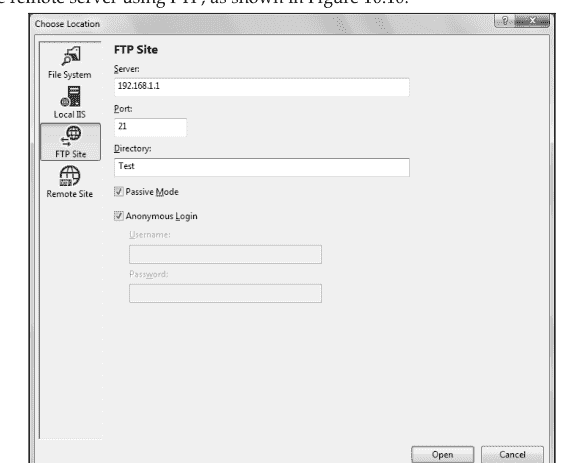 e remote server using FTP, as shown in Figure 10.10.
Choose Location
File System
Local IIS
FTP Site
Remote Site
FTP Site
Server:
192.168.1.1
Port:
21
Directory:
Test
Passive Mode
Anonymous Login
Username:
Password:
Open
Cancel